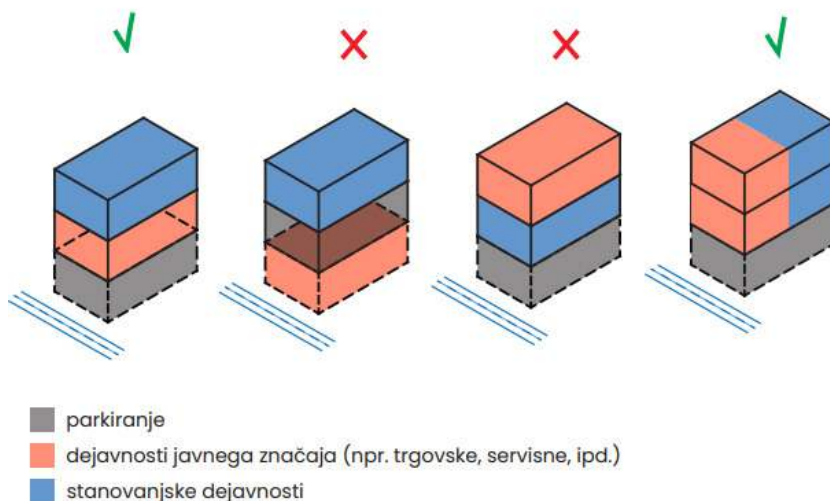 parkiranje
dejavnosti javnega značaja (npr. trgovske, servisne, ipd.)
stanovanjske dejavnosti